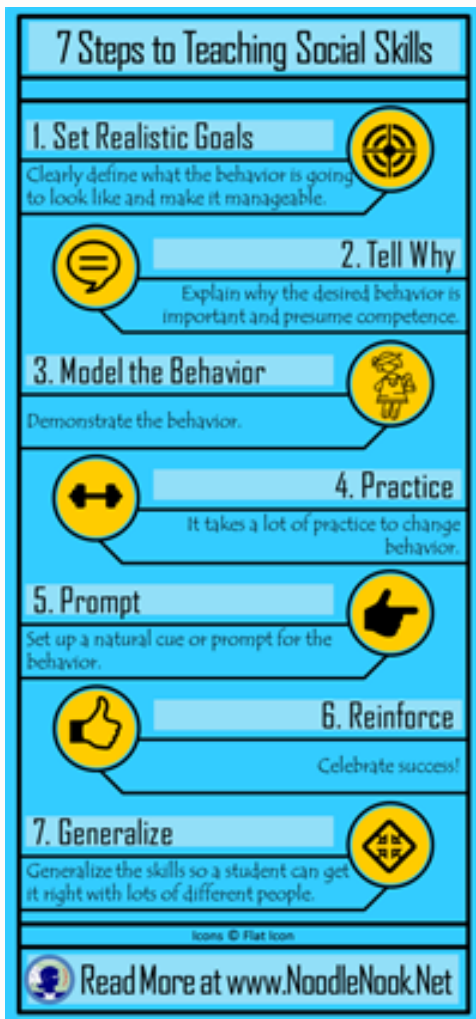 7 Steps to Teaching Social Skills
1. Set Realistic Goals
Clearly define what the behavior is going
to look like and make it manageable.
2. Tell Why
Explain why the desired behavior is
important and presume competence.
3. Model the Behavior
Demonstrate the behavior.
4. Practice
It takes a lot of practice to change
behavior.
5. Prompt
Set up a natural cue or prompt for the
behavior.
6. Reinforce
Celebrate success!
7. Generalize
Generalize the skills so a student can get
it right with lots of different people.
Icons © Flat Icon
Read More at www.NoodleNook.Net